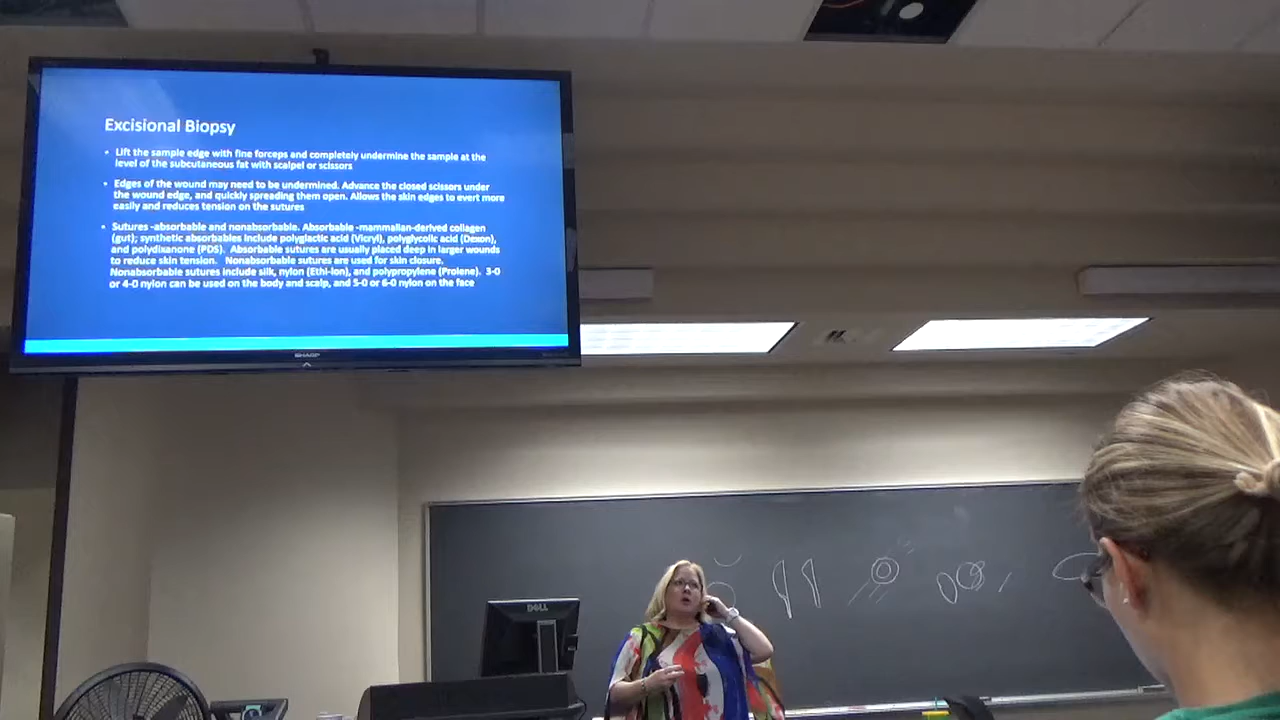 Excisional Biopsy
• Lift the sample edge with fine forceps and completely undermine the sample at the
level of the subcutaneous fat with scalpel or scissors
• Edges of the wound may need to be undermined. Advance the closed scissors under
the wound edge, and quickly spreading them open. Allows the skin edges to evert more
easily and reduces tension on the sutures
• Sutures -absorbable and nonabsorbable. Absorbable -mammalian-derived collagen
(gut); synthetic absorbables include polyglactic acid (Vicryl), polyglycolic acid (Dexon),
and polydixanone (PDS). Absorbable sutures are usually placed deep in larger wounds
to reduce skin tension. Nonabsorbable sutures are used for skin closure.
Nonabsorbable sutures include silk, nylon (Ethi-lon), and polypropylene (Prolene). 3-0
or 4-0 nylon can be used on the body and scalp, and 5-0 or 6-0 nylon on the face
SHARP
DELL